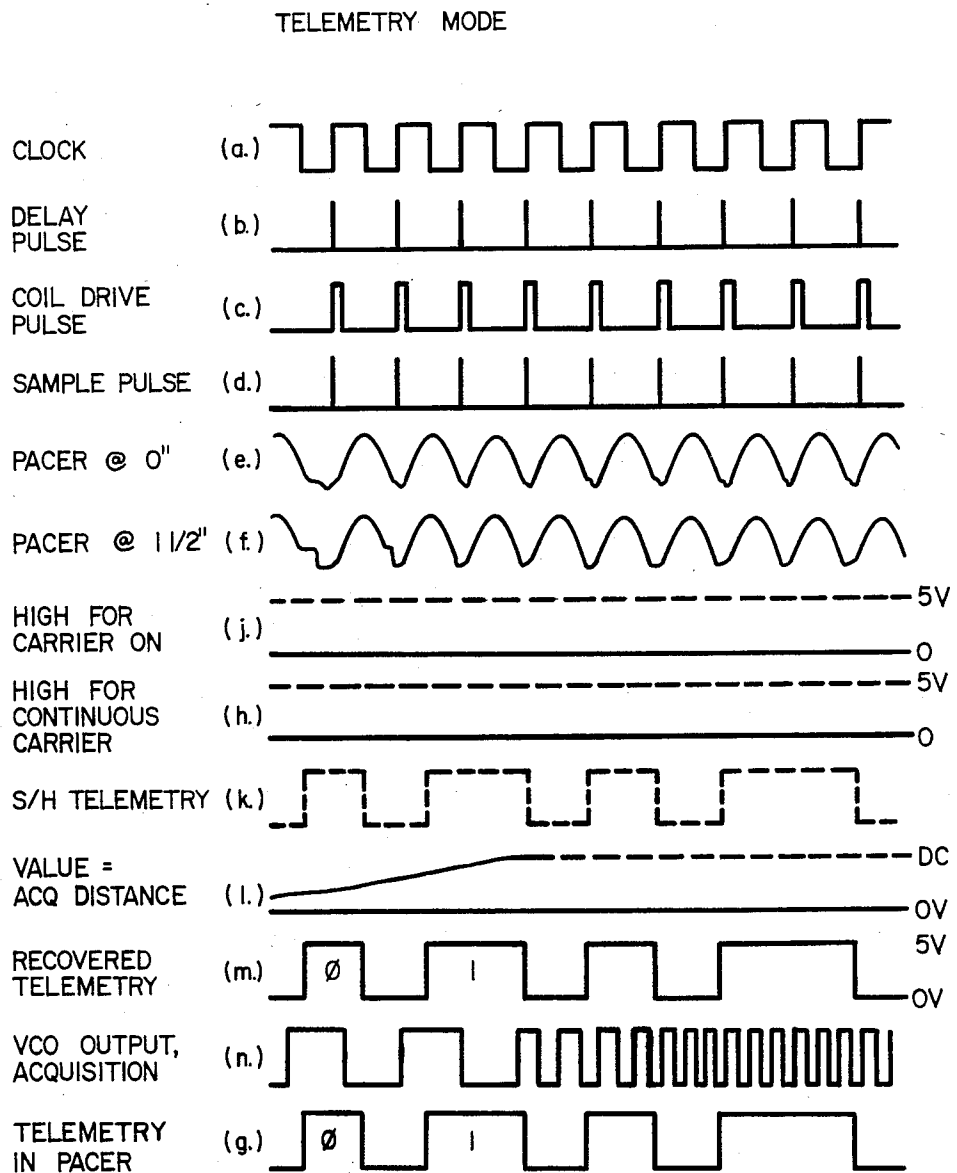 TELEMETRY MODE
CLOCK (a.)
DELAY
PULSE (b.)
COIL DRIVE
PULSE (c.)
SAMPLE PULSE (d.)
PACER @ 0" (e.)
PACER @ 1 1/2" (f.)
HIGH FOR
CARRIER ON (j.) 5V
0
HIGH FOR
CONTINUOUS
CARRIER (h.) 5V
0
S/H TELEMETRY (k.)
VALUE =
ACQ DISTANCE (l.) DC
0V
RECOVERED
TELEMETRY (m.) Ø 1 5V
0V
VCO OUTPUT,
ACQUISITION (n.)
TELEMETRY
IN PACER (g.) Ø 1